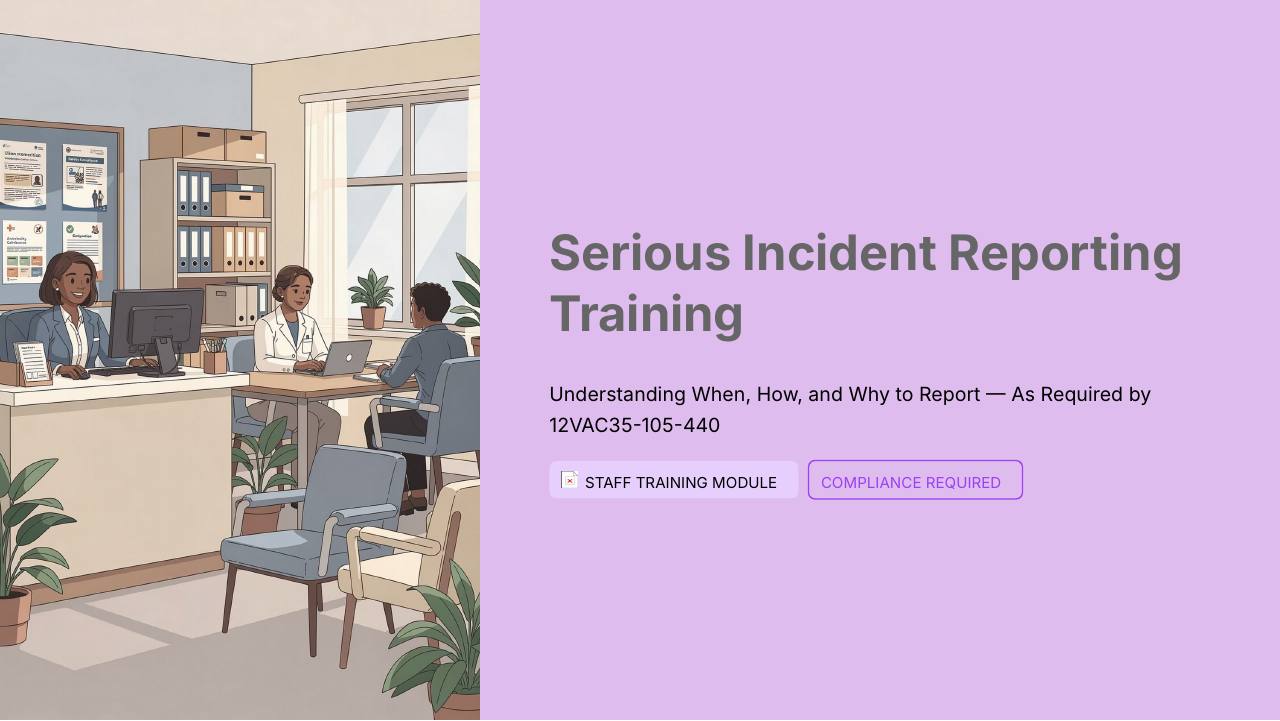 Serious Incident Reporting
Training
Understanding When, How, and Why to Report — As Required by
12VAC35-105-440
STAFF TRAINING MODULE
COMPLIANCE REQUIRED